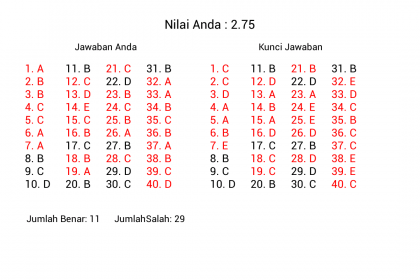 Nilai Anda : 2.75
Jawaban Anda Kunci Jawaban
1. A 11. B 21. C 31. B 1. C 11. B 21. B 31. B
2. B 12. C 22. D 32. A 2. B 12. D 22. D 32. E
3. B 13. D 23. B 33. A 3. D 13. A 23. A 33. D
4. C 14. E 24. C 34. B 4. A 14. B 24. E 34. C
5. C 15. C 25. B 35. C 5. A 15. A 25. E 35. B
6. A 16. B 26. A 36. B 6. B 16. D 26. D 36. C
7. A 17. C 27. B 37. A 7. E 17. C 27. B 37. C
8. B 18. B 28. C 38. B 8. B 18. C 28. D 38. E
9. C 19. A 29. D 39. C 9. C 19. C 29. D 39. E
10. D 20. B 30. C 40. D 10. D 20. B 30. C 40. C
Jumlah Benar: 11 JumlahSalah: 29